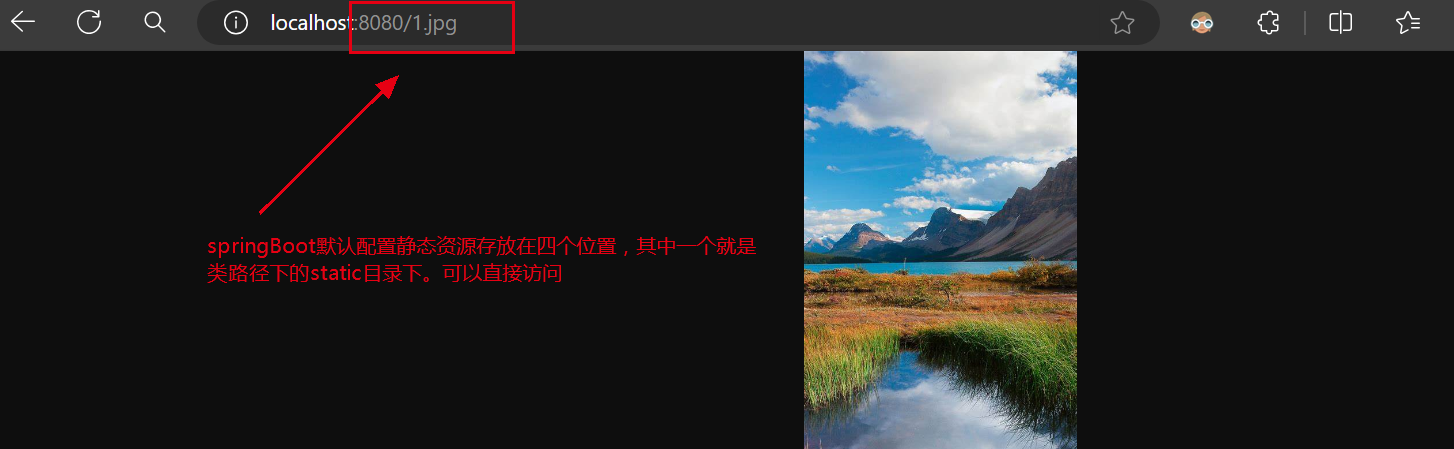 localhost:8080/1.jpg
springBoot默认配置静态资源存放在四个位置，其中一个就是
类路径下的static目录下。可以直接访问